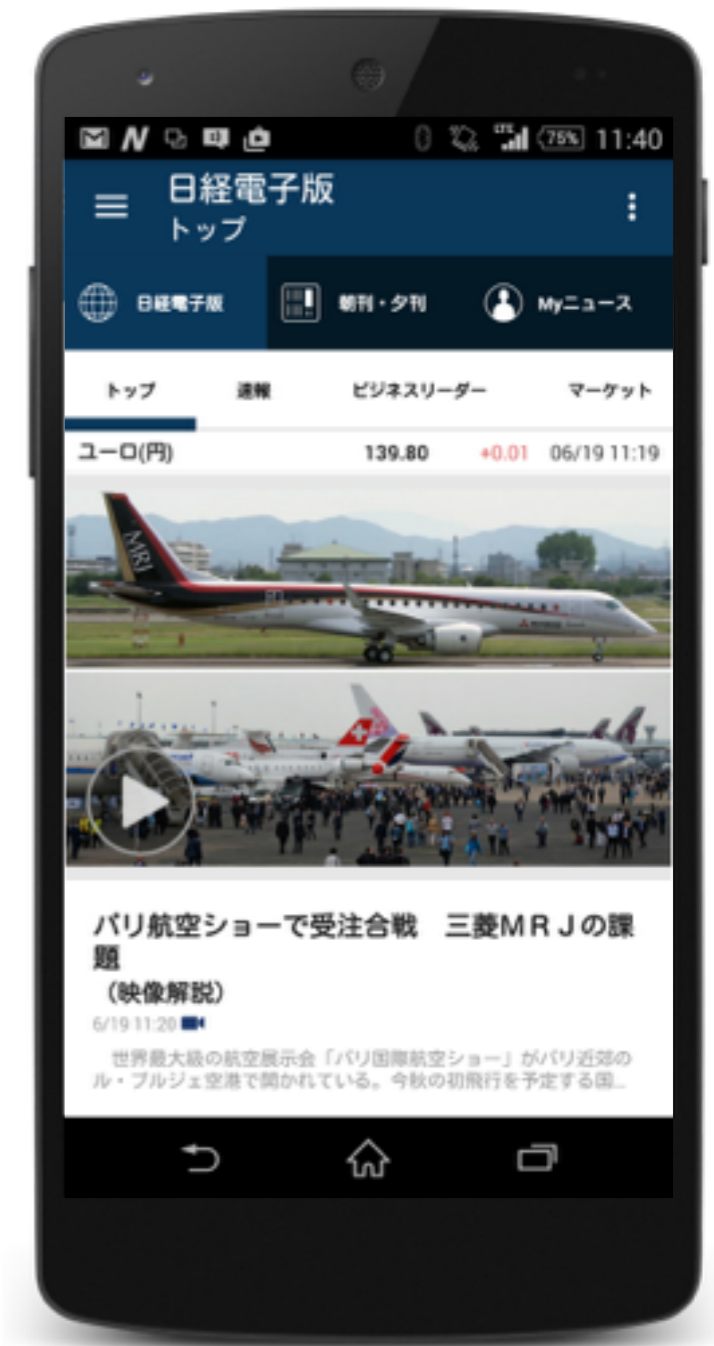 75% 11:40
日経電子版
トップ
日経電子版 朝刊・夕刊 Myニュース
トップ 速報 ビジネスリーダー マーケット
ユーロ(円) 139.80 +0.01 06/19 11:19
MRJ
パリ航空ショーで受注合戦　三菱ＭＲＪの課
題
（映像解説）
6/19 11:20
世界最大級の航空展示会「パリ国際航空ショー」がパリ近郊の
ル・ブルジェ空港で開かれている。今秋の初飛行を予定する国...